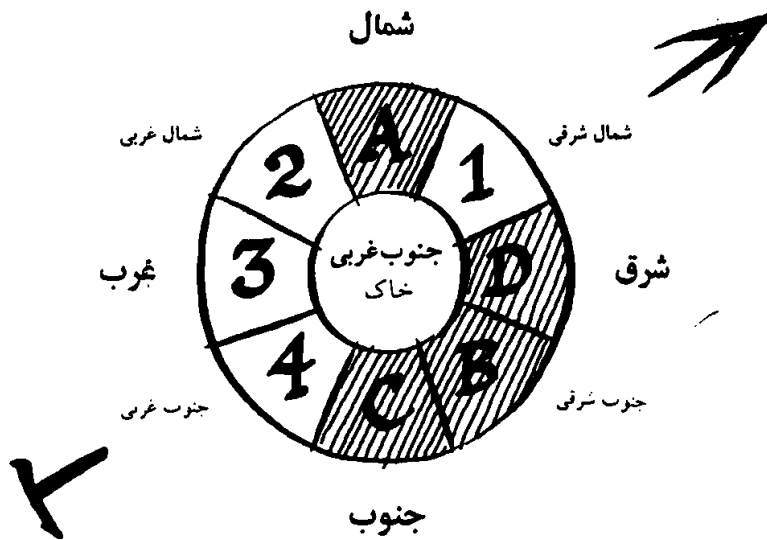 شمال
شمال غربی
شمال شرقی
A
2
1
غرب
3
جنوب غربی
خاک
D
شرق
4
C
B
جنوب غربی
جنوب شرقی
جنوب